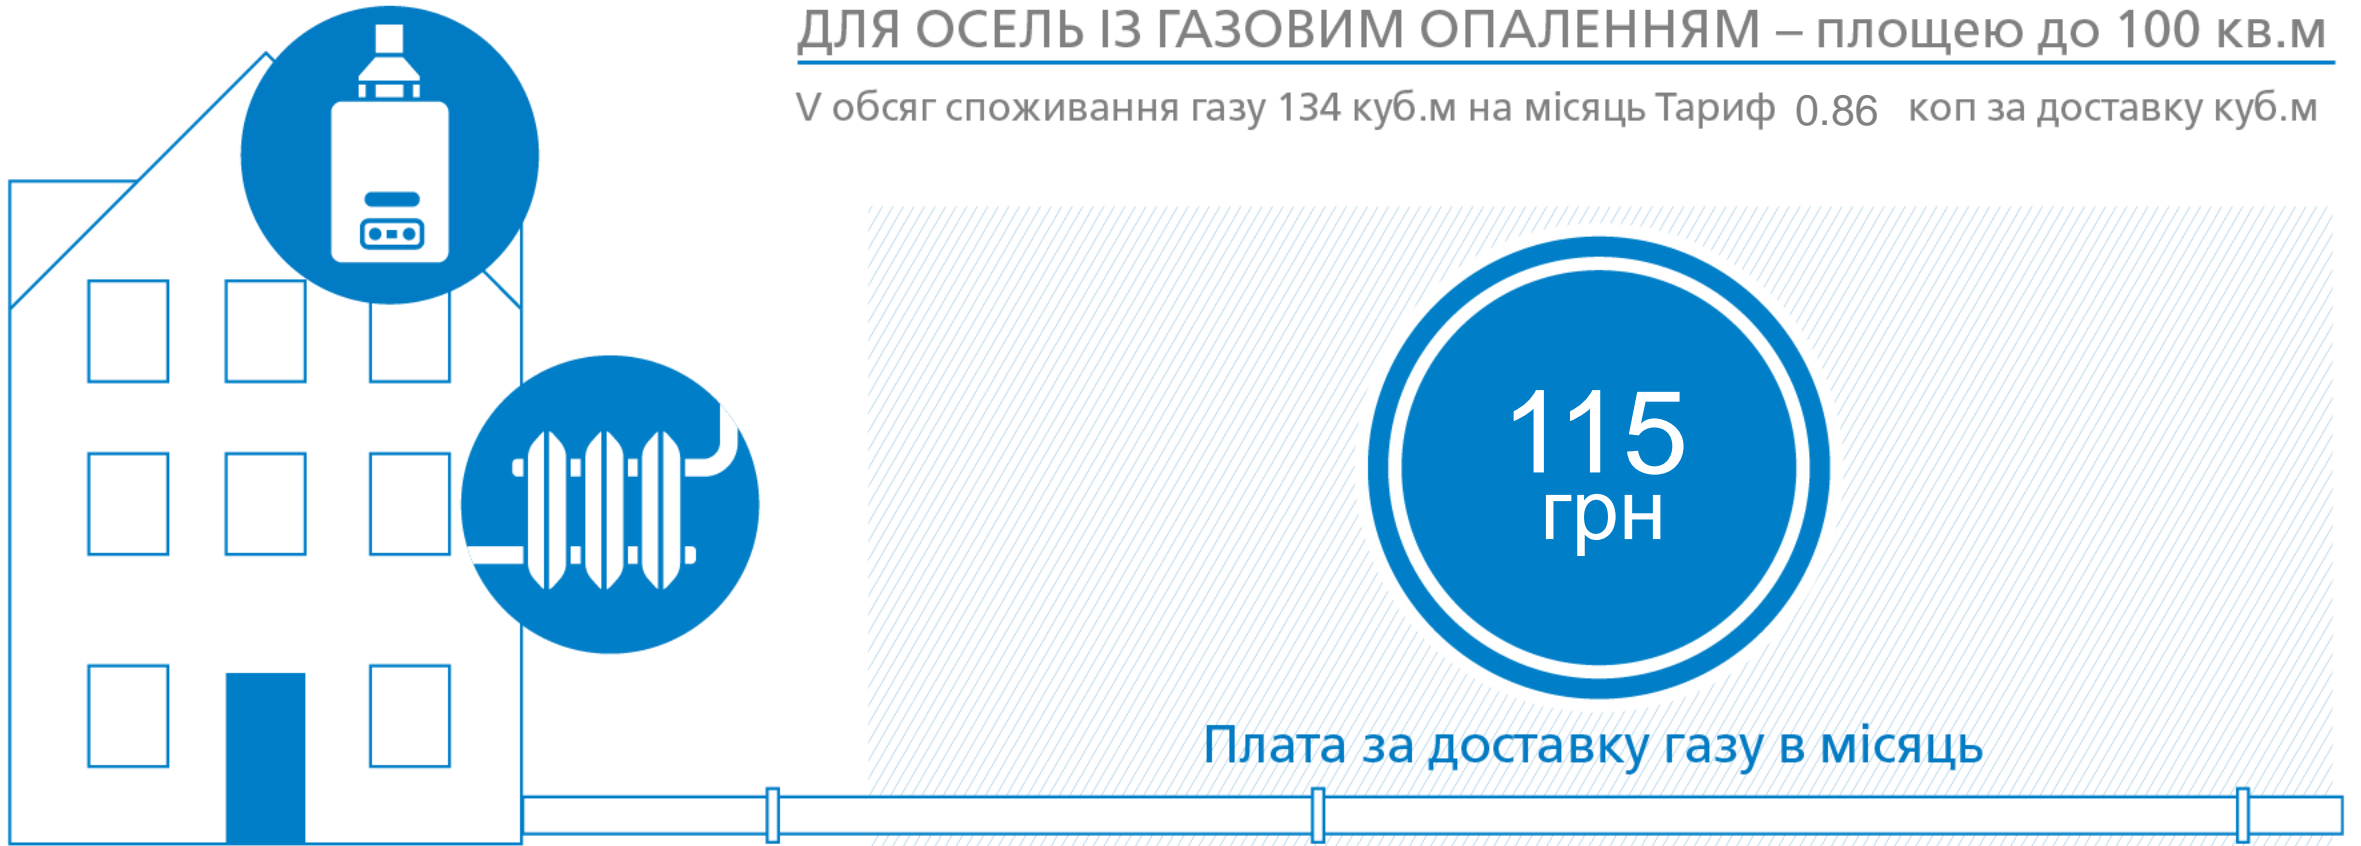 ДЛЯ ОСЕЛЬ ІЗ ГАЗОВИМ ОПАЛЕННЯМ – площею до 100 кв.м
V обсяг споживання газу 134 куб.м на місяць Тариф 0.86 коп за доставку куб.м
115
грн
Плата за доставку газу в місяць